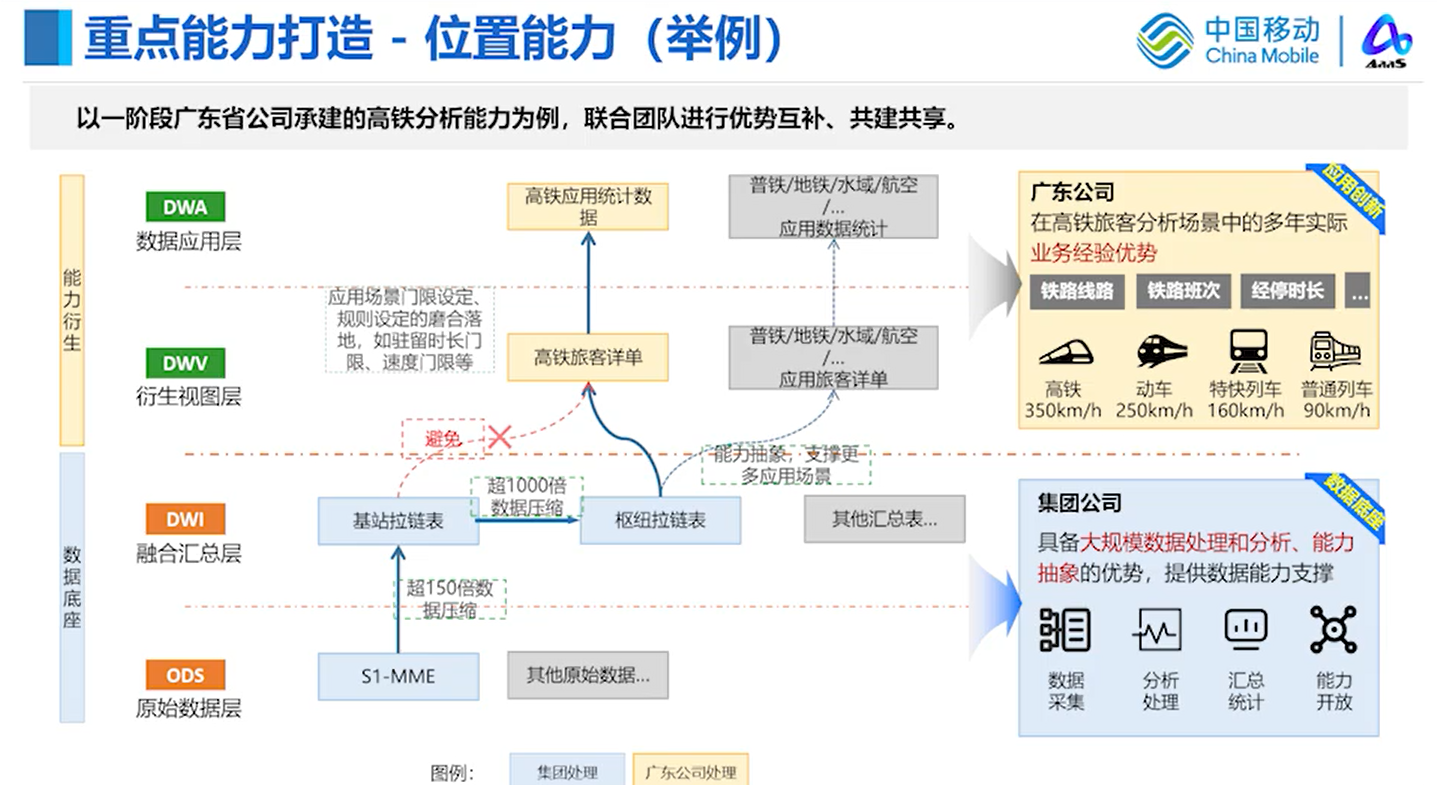 重点能力打造 - 位置能力（举例）
中国移动
China Mobile
AaaS
以一阶段广东省公司承建的高铁分析能力为例，联合团队进行优势互补、共建共享。
能力衍生
DWA
数据应用层
高铁应用统计数
据
普铁/地铁/水域/航空
/...
应用数据统计
应用场景门限设定、
规则设定的磨合落
地，如驻留时长门
限、速度门限等
DWV
衍生视图层
高铁旅客详单
普铁/地铁/水域/航空
/...
应用旅客详单
避免
能力抽象，支撑更
多应用场景
数据底座
DWI
融合汇总层
基站拉链表
超1000倍
数据压缩
枢纽拉链表
其他汇总表...
超150倍数
据压缩
ODS
原始数据层
S1-MME
其他原始数据...
图例：
集团处理
广东公司处理
应用创新
广东公司
在高铁旅客分析场景中的多年实际
业务经验优势
铁路线路
铁路班次
经停时长
...
高铁
350km/h
动车
250km/h
特快列车
160km/h
普通列车
90km/h
数据底座
集团公司
具备大规模数据处理和分析、能力
抽象的优势，提供数据能力支撑
数据
采集
分析
处理
汇总
统计
能力
开放